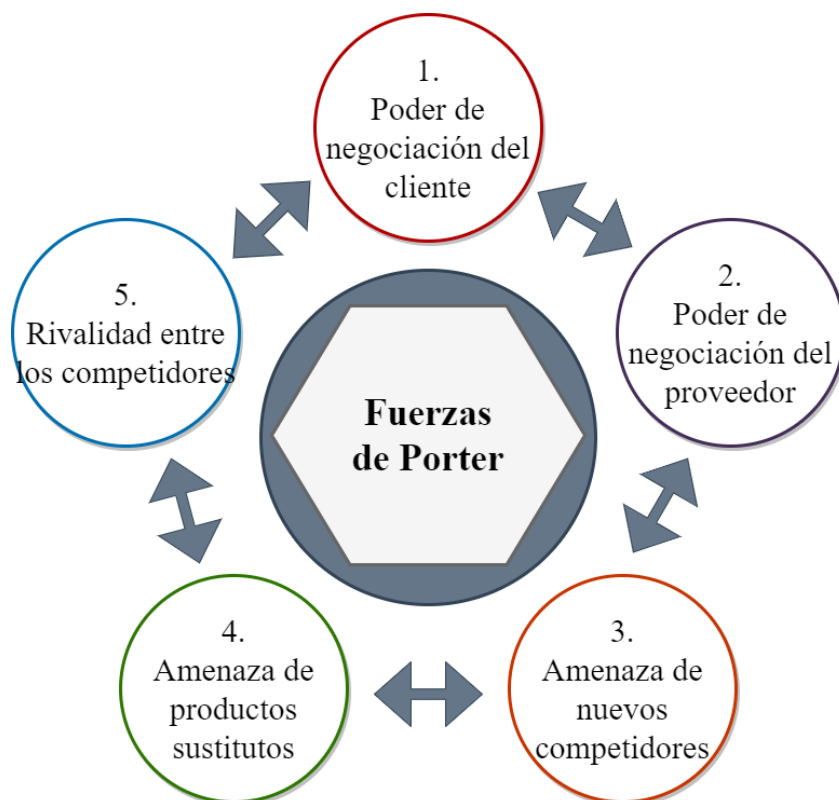 1.
Poder de
negociación del
cliente
2.
Poder de
negociación del
proveedor
3.
Amenaza de
nuevos
competidores
4.
Amenaza de
productos
sustitutos
5.
Rivalidad entre
los competidores
Fuerzas
de Porter